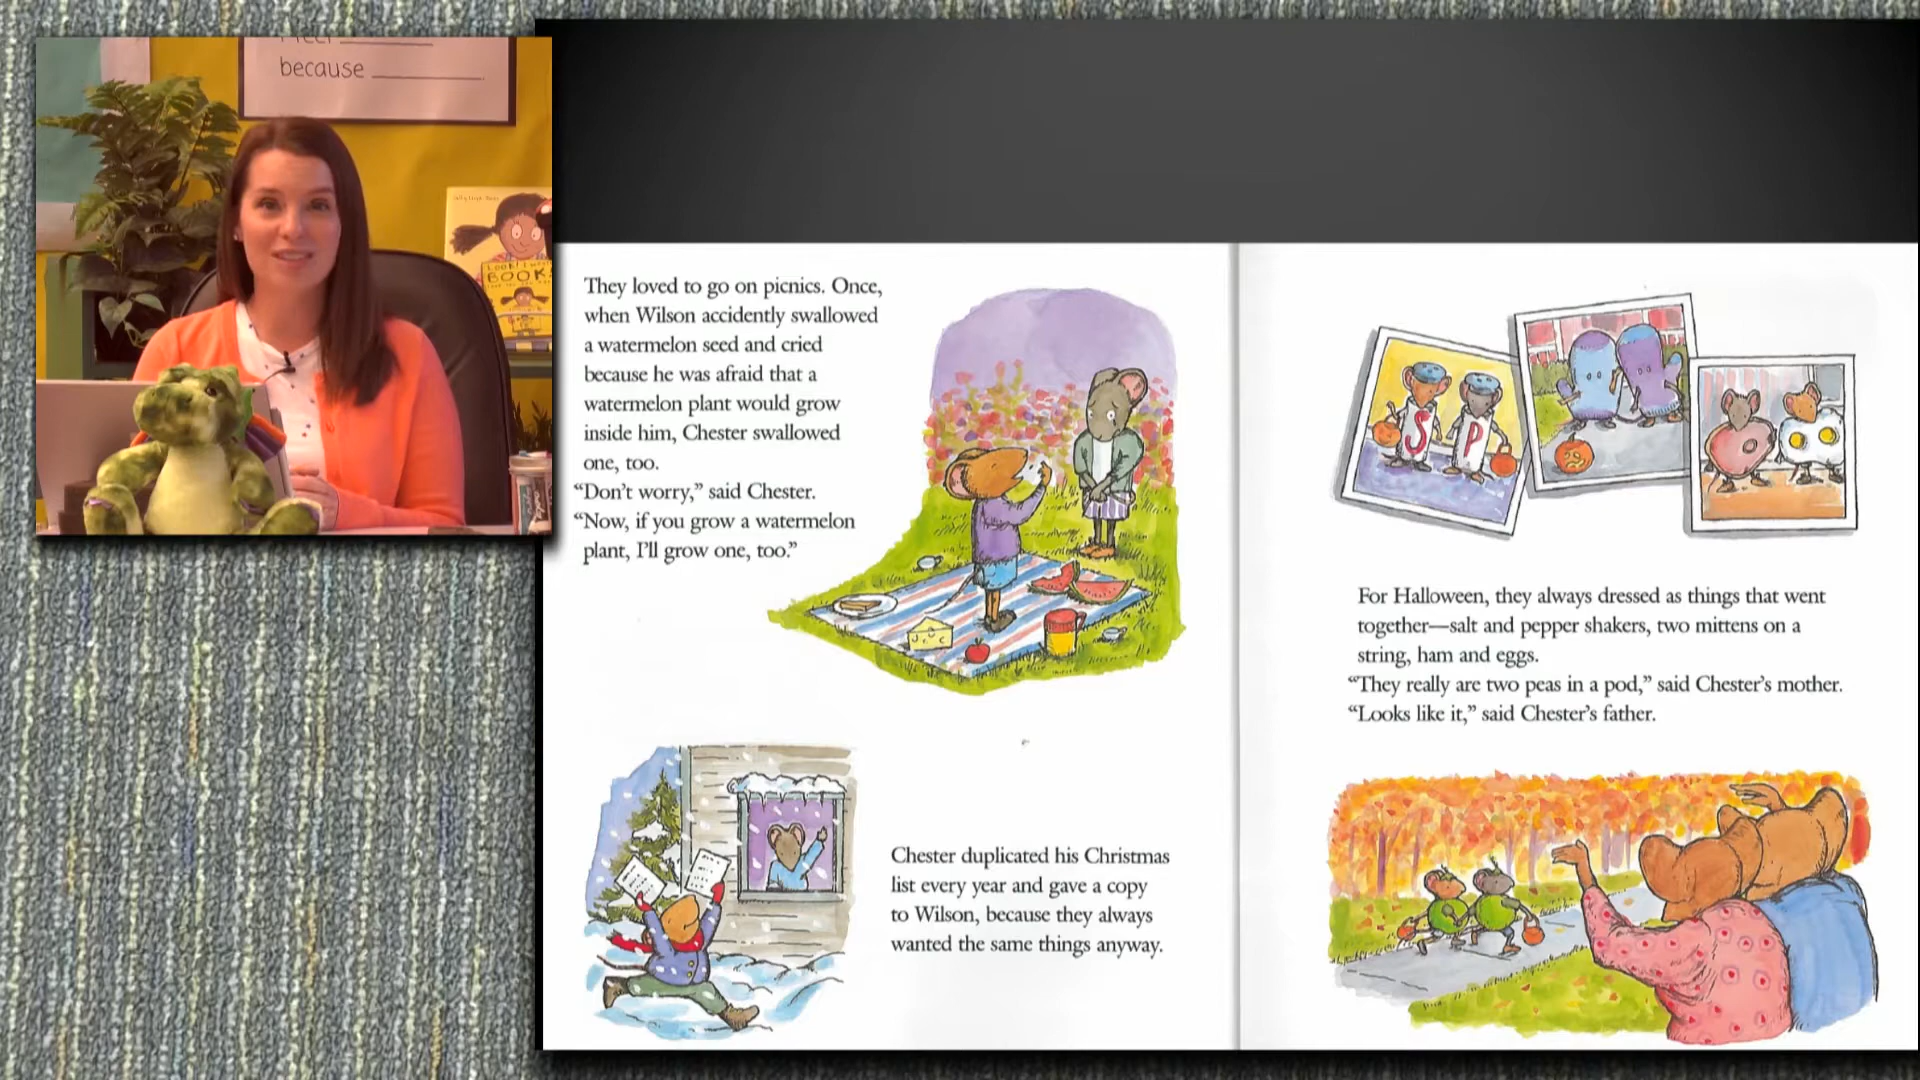 because
BOOK
They loved to go on picnics. Once,
when Wilson accidently swallowed
a watermelon seed and cried
because he was afraid that a
watermelon plant would grow
inside him, Chester swallowed
one, too.
“Don’t worry,” said Chester.
“Now, if you grow a watermelon
plant, I’ll grow one, too.”
Chester duplicated his Christmas
list every year and gave a copy
to Wilson, because they always
wanted the same things anyway.
S P
For Halloween, they always dressed as things that went
together—salt and pepper shakers, two mittens on a
string, ham and eggs.
“They really are two peas in a pod,” said Chester’s mother.
“Looks like it,” said Chester’s father.